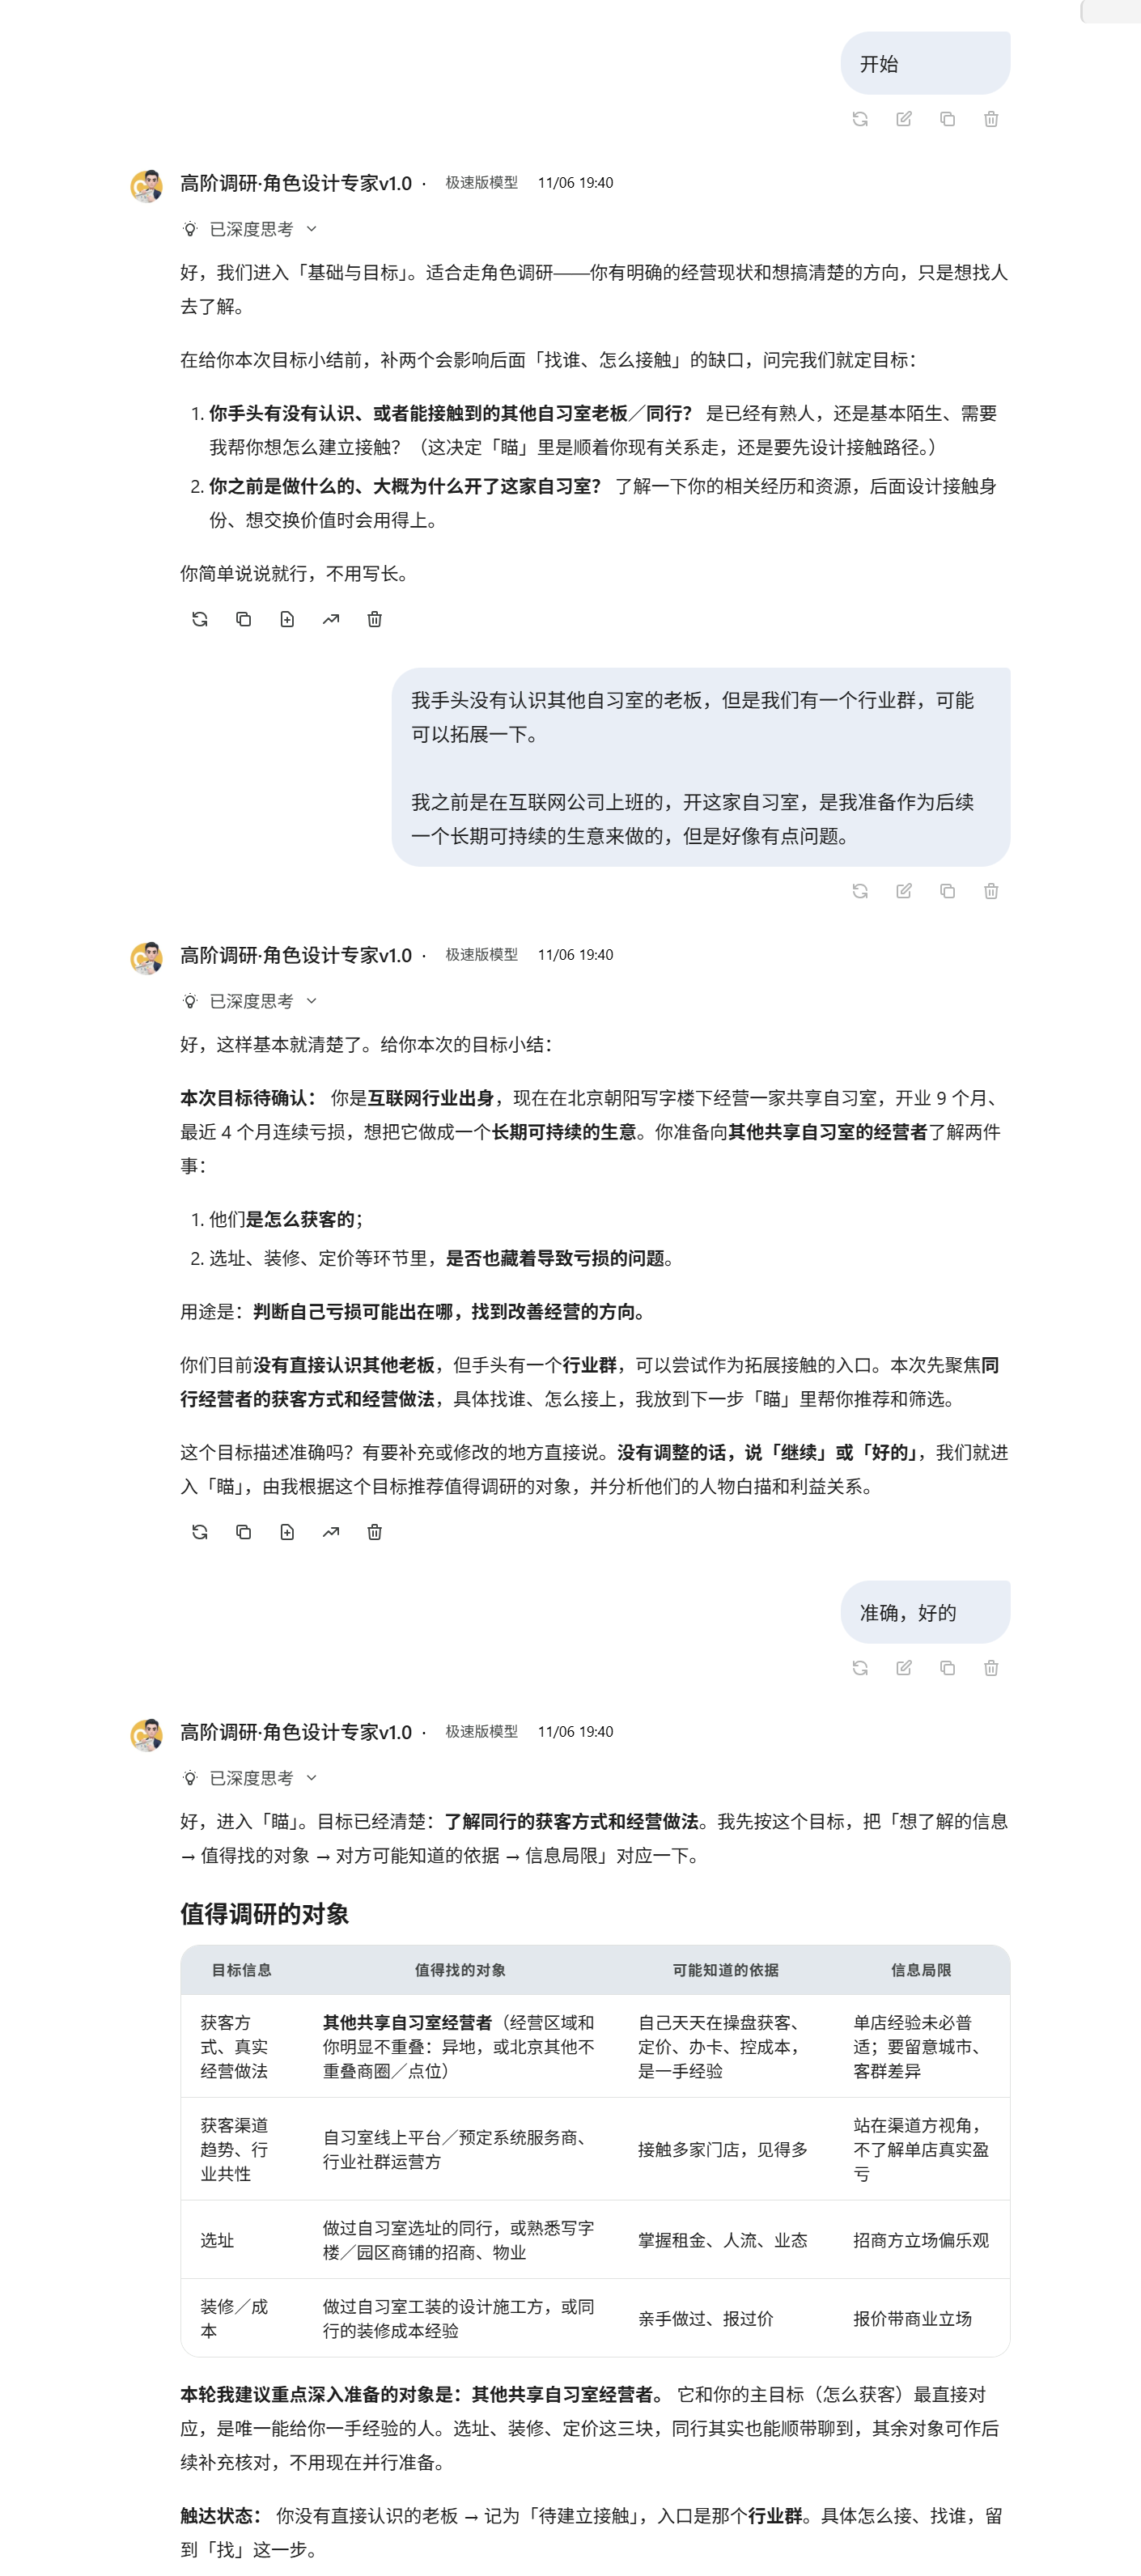 开始
高阶调研·角色设计专家v1.0 · 极速版模型 11/06 19:40
已深度思考
好，我们进入「基础与目标」。适合走角色调研——你有明确的经营现状和想搞清楚的方向，只是想找人
去了解。
在给你本次目标小结前，补两个会影响后面「找谁、怎么接触」的缺口，问完我们就定目标：
1. 你手头有没有认识、或者能接触到的其他自习室老板／同行？ 是已经有熟人，还是基本陌生、需要
我帮你想怎么建立接触？（这决定「瞄」里是顺着你现有关系走，还是要先设计接触路径。）
2. 你之前是做什么的、大概为什么开了这家自习室？ 了解一下你的相关经历和资源，后面设计接触身
份、想交换价值时会用得上。
你简单说说就行，不用写长。
我手头没有认识其他自习室的老板，但是我们有一个行业群，可能
可以拓展一下。
我之前是在互联网公司上班的，开这家自习室，是我准备作为后续
一个长期可持续的生意来做的，但是好像有点问题。
高阶调研·角色设计专家v1.0 · 极速版模型 11/06 19:40
已深度思考
好，这样基本就清楚了。给你本次的目标小结：
本次目标待确认： 你是互联网行业出身，现在在北京朝阳写字楼下经营一家共享自习室，开业 9 个月、
最近 4 个月连续亏损，想把它做成一个长期可持续的生意。你准备向其他共享自习室的经营者了解两件
事：
1. 他们是怎么获客的；
2. 选址、装修、定价等环节里，是否也藏着导致亏损的问题。
用途是：判断自己亏损可能出在哪，找到改善经营的方向。
你们目前没有直接认识其他老板，但手头有一个行业群，可以尝试作为拓展接触的入口。本次先聚焦同
行经营者的获客方式和经营做法，具体找谁、怎么接上，我放到下一步「瞄」里帮你推荐和筛选。
这个目标描述准确吗？有要补充或修改的地方直接说。没有调整的话，说「继续」或「好的」，我们就进
入「瞄」，由我根据这个目标推荐值得调研的对象，并分析他们的人物白描和利益关系。
准确，好的
高阶调研·角色设计专家v1.0 · 极速版模型 11/06 19:40
已深度思考
好，进入「瞄」。目标已经清楚：了解同行的获客方式和经营做法。我先按这个目标，把「想了解的信息
→ 值得找的对象 → 对方可能知道的依据 → 信息局限」对应一下。
值得调研的对象
目标信息 值得找的对象 可能知道的依据 信息局限
获客方 其他共享自习室经营者（经营区域和 自己天天在操盘获客、 单店经验未必普
式、真实 你明显不重叠：异地，或北京其他不 定价、办卡、控成本， 适；要留意城市、
经营做法 重叠商圈／点位） 是一手经验 客群差异
获客渠道 自习室线上平台／预定系统服务商、 接触多家门店，见得多 站在渠道方视角，
趋势、行 行业社群运营方 不了解单店真实盈
业共性 亏
选址 做过自习室选址的同行，或熟悉写字 掌握租金、人流、业态 招商方立场偏乐观
楼／园区商铺的招商、物业
装修／成 做过自习室工装的设计施工方，或同 亲手做过、报过价 报价带商业立场
本 行的装修成本经验
本轮我建议重点深入准备的对象是：其他共享自习室经营者。 它和你的主目标（怎么获客）最直接对
应，是唯一能给你一手经验的人。选址、装修、定价这三块，同行其实也能顺带聊到，其余对象可作后
续补充核对，不用现在并行准备。
触达状态： 你没有直接认识的老板 → 记为「待建立接触」，入口是那个行业群。具体怎么接、找谁，留
到「找」这一步。